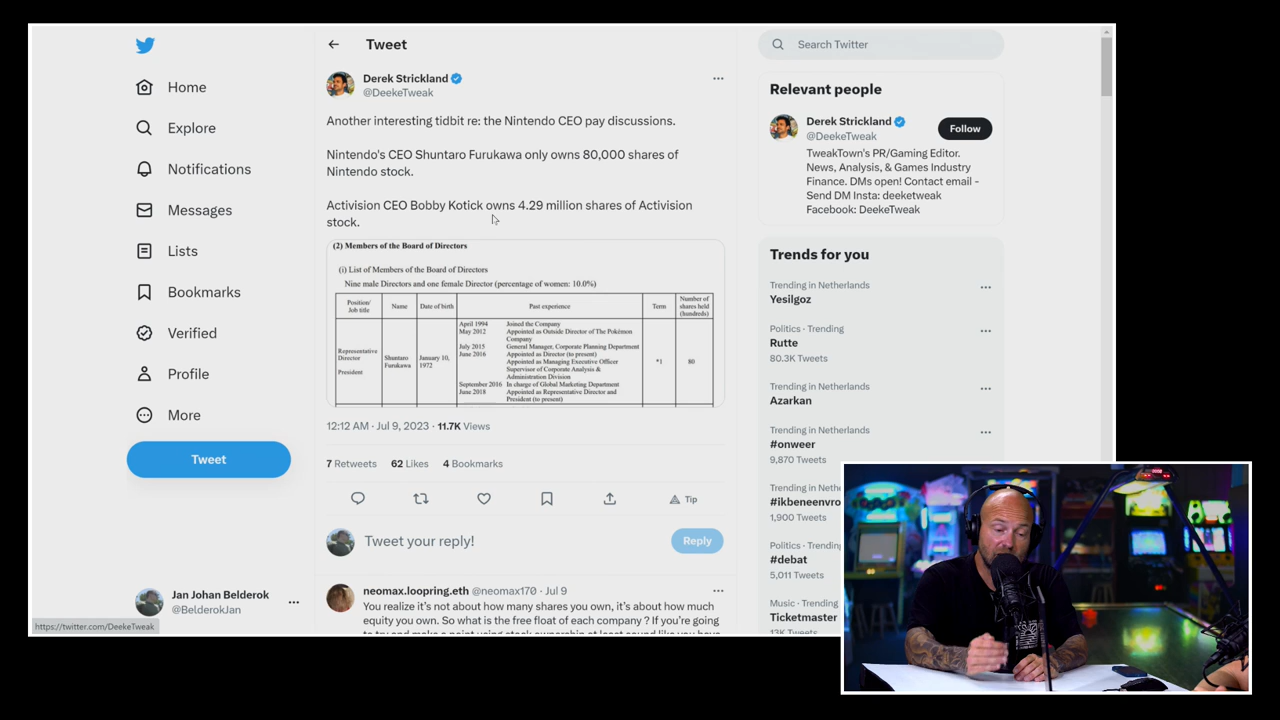 Tweet
Search Twitter
Home
Explore
Notifications
Messages
Lists
Bookmarks
Verified
Profile
More
Tweet
Jan Johan Belderok
@BelderokJan
https://twitter.com/DeekeTweak
Derek Strickland
@DeekeTweak
Another interesting tidbit re: the Nintendo CEO pay discussions.
Nintendo's CEO Shuntaro Furukawa only owns 80,000 shares of
Nintendo stock.
Activision CEO Bobby Kotick owns 4.29 million shares of Activision
stock.
(2) Members of the Board of Directors
(i) List of Members of the Board of Directors
Nine male Directors and one female Director (percentage of women: 10.0%)
Position/
Job title
Name
Date of birth
Past experience
Term
Number of
shares held
(hundreds)
Representative
Director
President
Shuntaro
Furukawa
January 10,
1972
April 1994 Joined the Company
May 2012 Appointed as Outside Director of The Pokémon
Company
July 2015 General Manager, Corporate Planning Department
June 2016 Appointed as Director (to present)
Appointed as Managing Executive Officer
Supervisor of Corporate Analysis &
Administration Division
September 2016 In charge of Global Marketing Department
June 2018 Appointed as Representative Director and
President (to present)
*1
80
12:12 AM · Jul 9, 2023 · 11.7K Views
7 Retweets 62 Likes 4 Bookmarks
Tip
Tweet your reply!
Reply
neomax.loopring.eth @neomax170 · Jul 9
You realize it's not about how many shares you own, it's about how much
equity you own. So what is the free float of each company ? If you're going
Relevant people
Derek Strickland
@DeekeTweak
Follow
TweakTown's PR/Gaming Editor.
News, Analysis, & Games Industry
Finance. DMs open! Contact email -
Send DM Insta: deeketweak
Facebook: DeekeTweak
Trends for you
Trending in Netherlands
Yesilgoz
Politics · Trending
Rutte
80.3K Tweets
Trending in Netherlands
Azarkan
Trending in Netherlands
#onweer
9,870 Tweets
Trending in Nethe
#ikbeneenvro
1,900 Tweets
Politics · Trending
#debat
5,011 Tweets
Music · Trending
Ticketmaster
13K Tweets